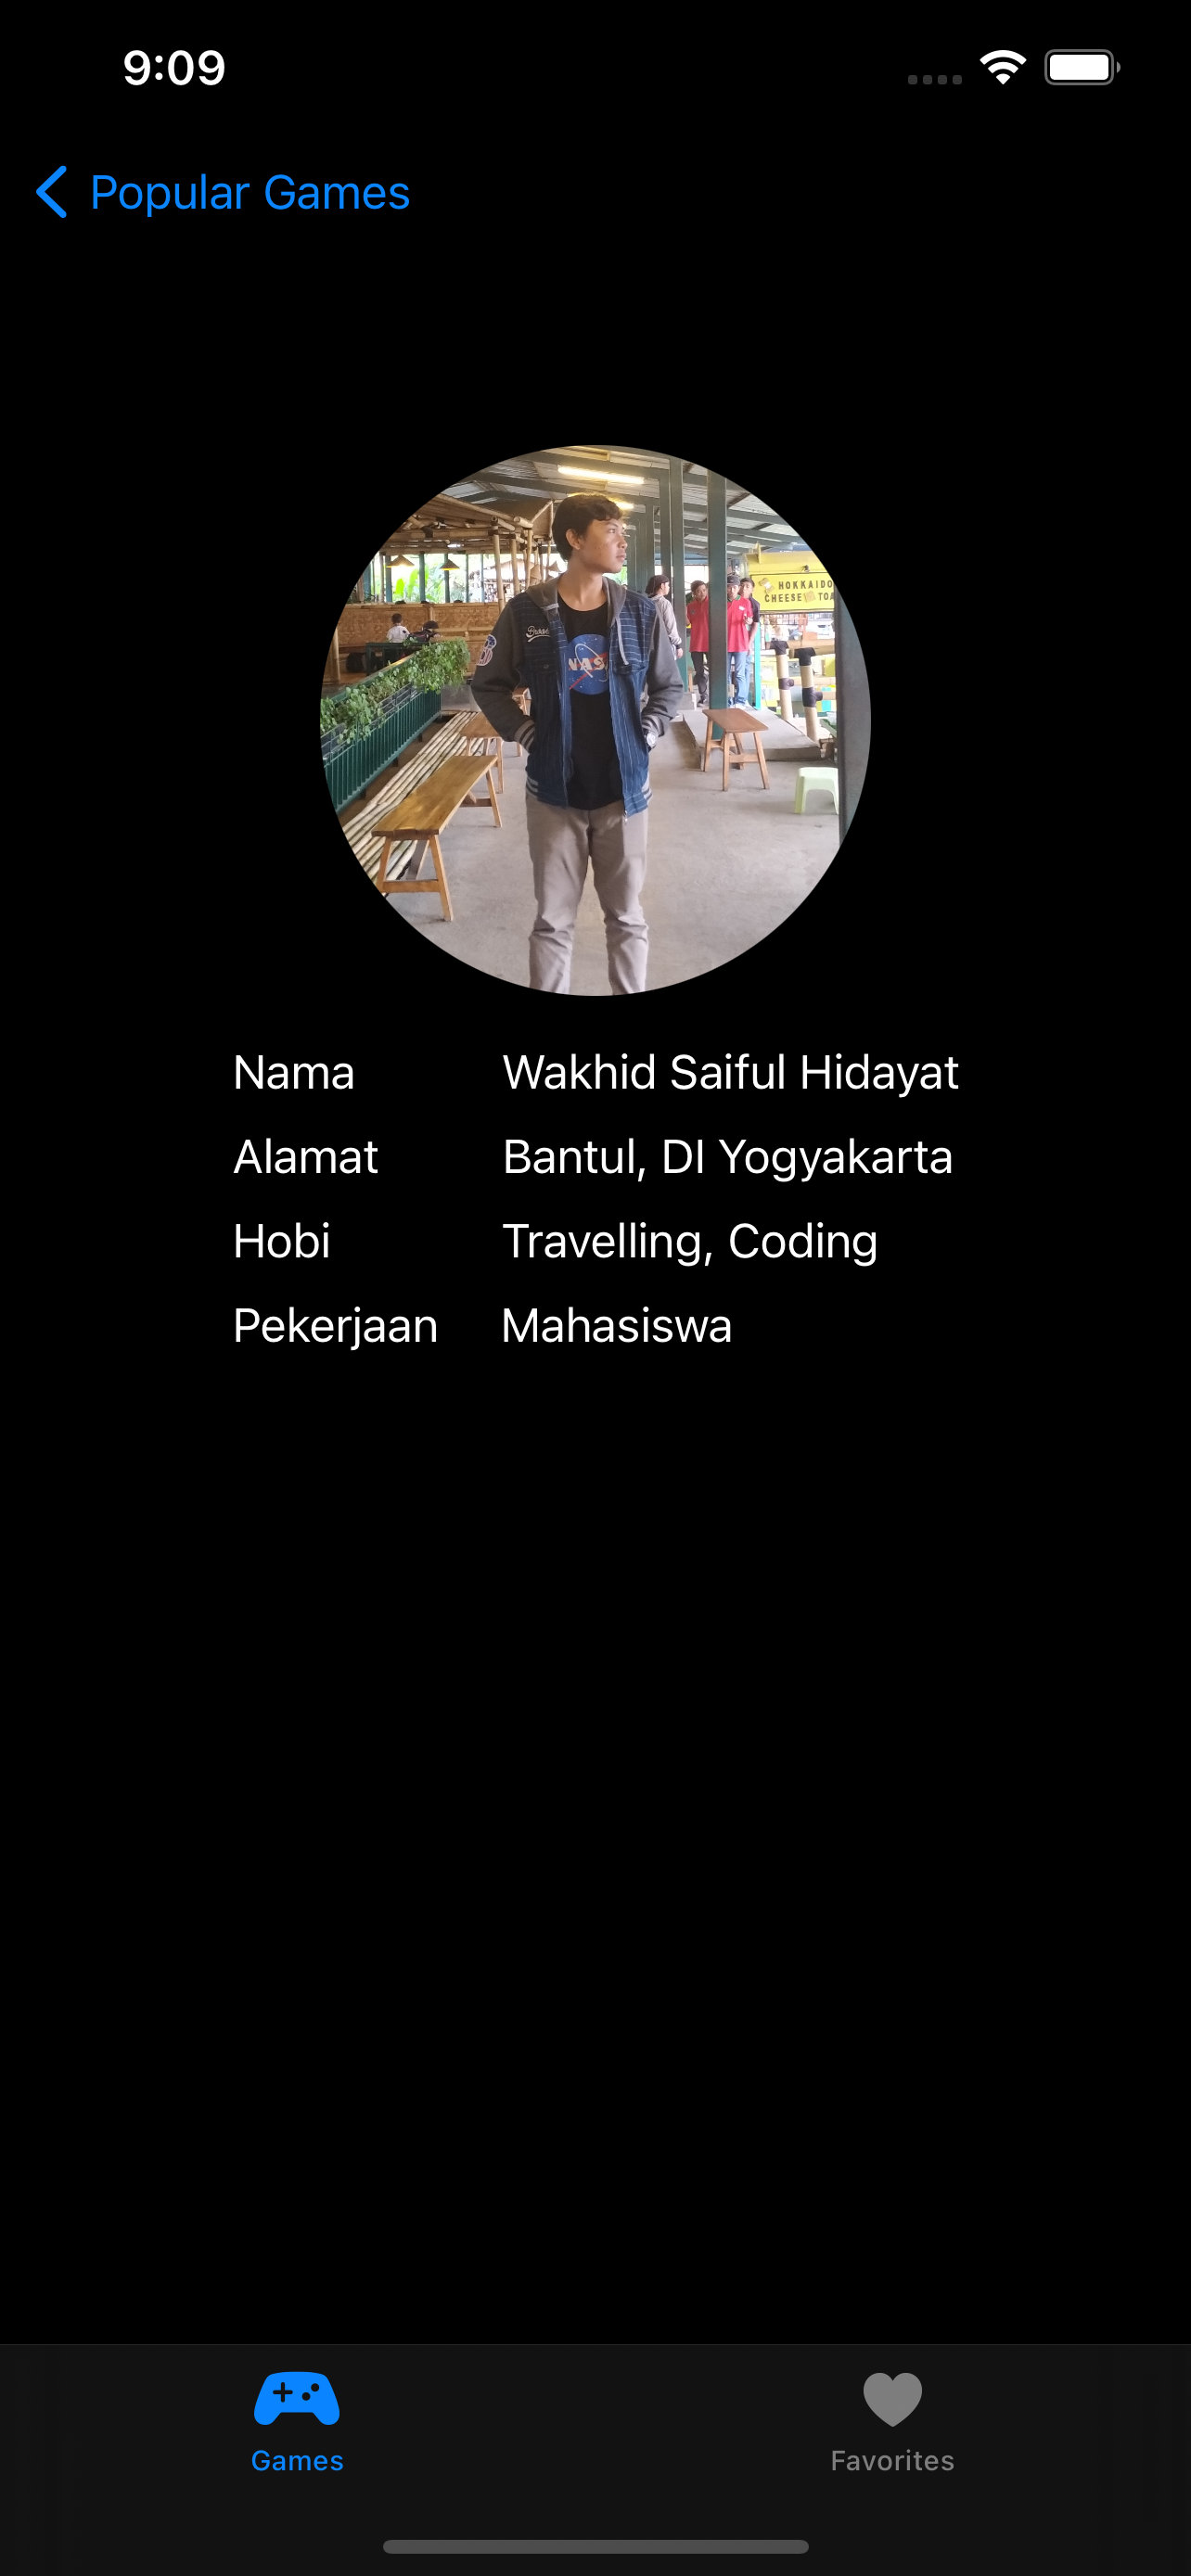 9:09
Popular Games
HOKKAIDO
CHEESE TOA
NASA
Nama Wakhid Saiful Hidayat
Alamat Bantul, DI Yogyakarta
Hobi Travelling, Coding
Pekerjaan Mahasiswa
Games Favorites